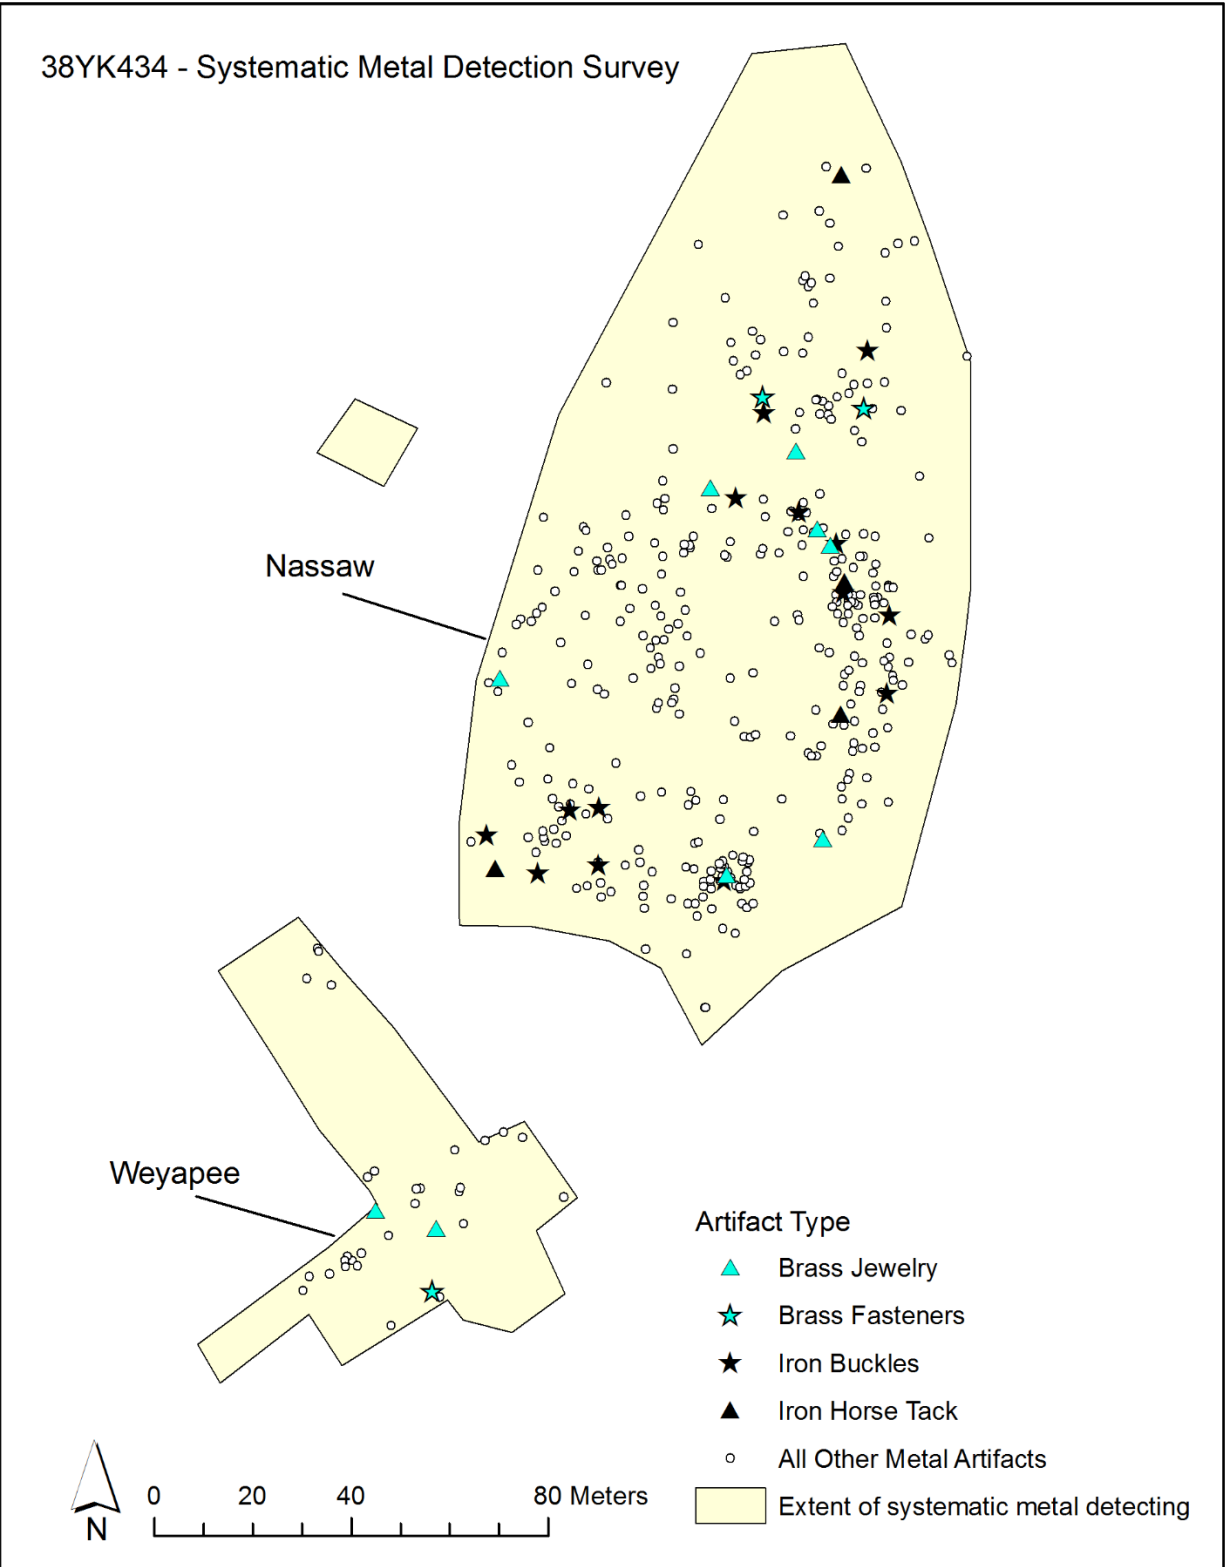 38YK434 - Systematic Metal Detection Survey
Nassaw
Weyapee
Artifact Type
Brass Jewelry
Brass Fasteners
Iron Buckles
Iron Horse Tack
All Other Metal Artifacts
Extent of systematic metal detecting
0 20 40 80 Meters
N